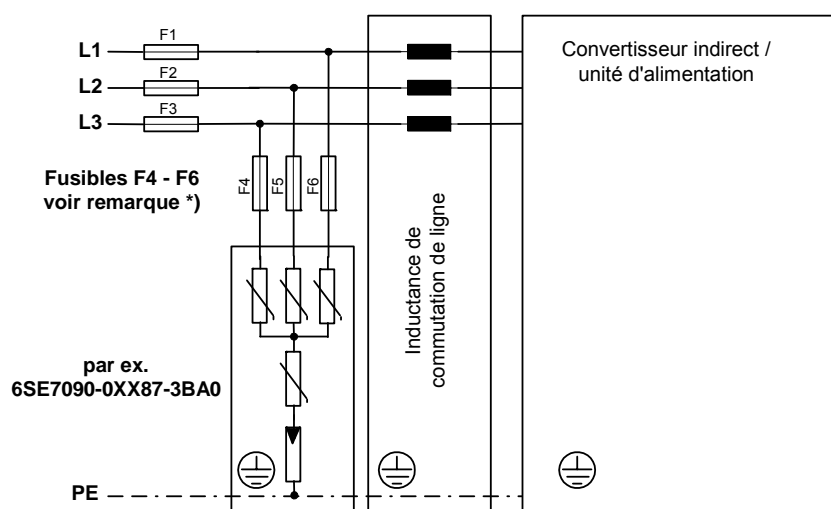 F1
L1
F2
L2
F3
L3
Convertisseur indirect /
unité d'alimentation
Fusibles F4 - F6
voir remarque *)
F4
F5
F6
Inductance de
commutation de ligne
par ex.
6SE7090-0XX87-3BA0
PE